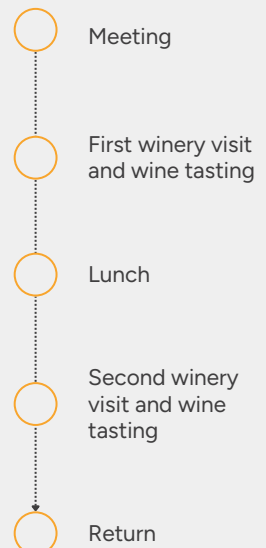 Meeting
First winery visit
and wine tasting
Lunch
Second winery
visit and wine
tasting
Return